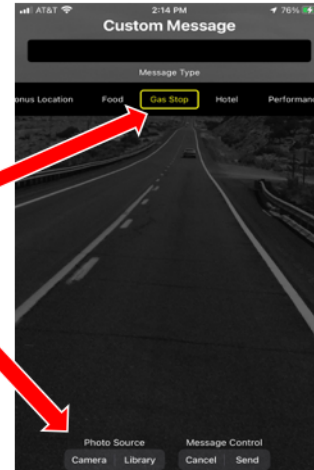 AT&T 2:14 PM 76%
Custom Message
Message Type
onus Location Food Gas Stop Hotel Performanc
Photo Source Message Control
Camera Library Cancel Send